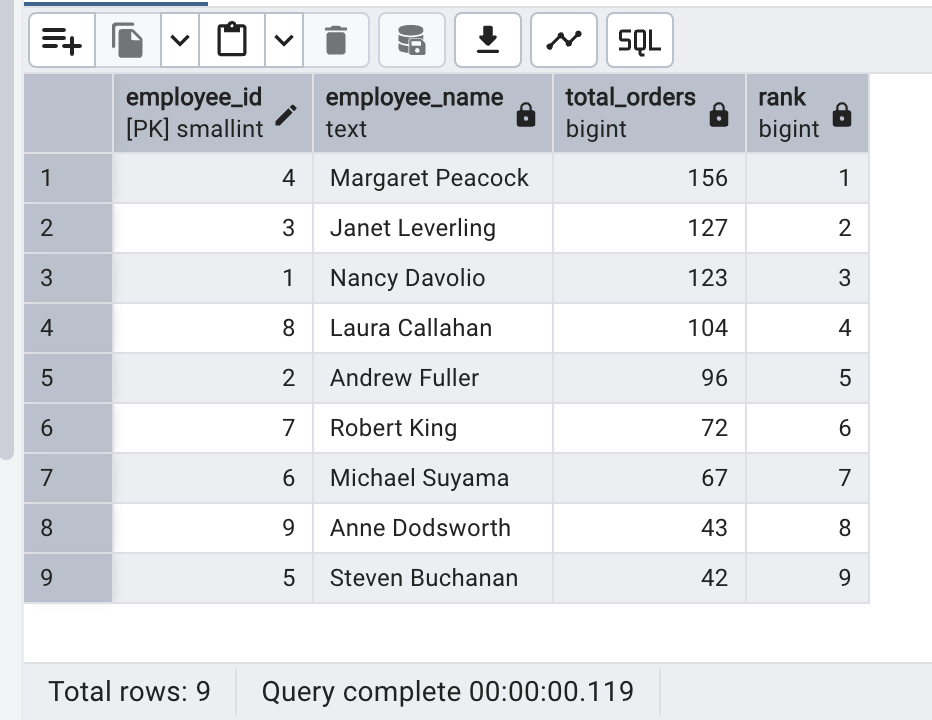 SQL
employee_id employee_name total_orders rank
[PK] smallint text bigint bigint
1 4 Margaret Peacock 156 1
2 3 Janet Leverling 127 2
3 1 Nancy Davolio 123 3
4 8 Laura Callahan 104 4
5 2 Andrew Fuller 96 5
6 7 Robert King 72 6
7 6 Michael Suyama 67 7
8 9 Anne Dodsworth 43 8
9 5 Steven Buchanan 42 9
Total rows: 9 Query complete 00:00:00.119